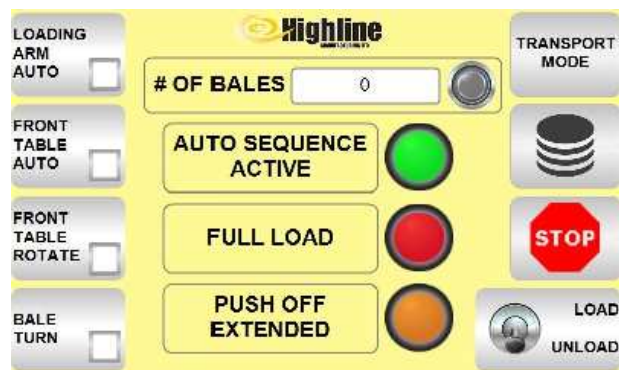 LOADING
ARM
AUTO
Highline
TRANSPORT
MODE
# OF BALES 0
FRONT
TABLE
AUTO
AUTO SEQUENCE
ACTIVE
FRONT
TABLE
ROTATE
FULL LOAD
STOP
BALE
TURN
PUSH OFF
EXTENDED
LOAD
UNLOAD